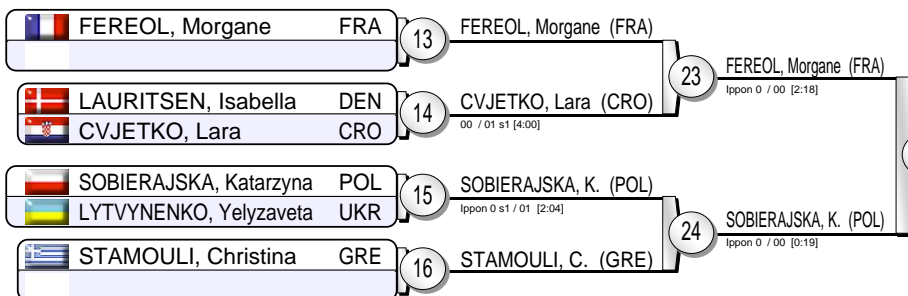 FEREOL, Morgane FRA
13
FEREOL, Morgane (FRA)
23
FEREOL, Morgane (FRA)
Ippon 0 / 00 [2:18]
LAURITSEN, Isabella DEN
CVJETKO, Lara CRO
14
CVJETKO, Lara (CRO)
00 / 01 s1 [4:00]
SOBIERAJSKA, Katarzyna POL
LYTVYNENKO, Yelyzaveta UKR
15
SOBIERAJSKA, K. (POL)
Ippon 0 s1 / 01 [2:04]
24
SOBIERAJSKA, K. (POL)
Ippon 0 / 00 [0:19]
STAMOULI, Christina GRE
16
STAMOULI, C. (GRE)